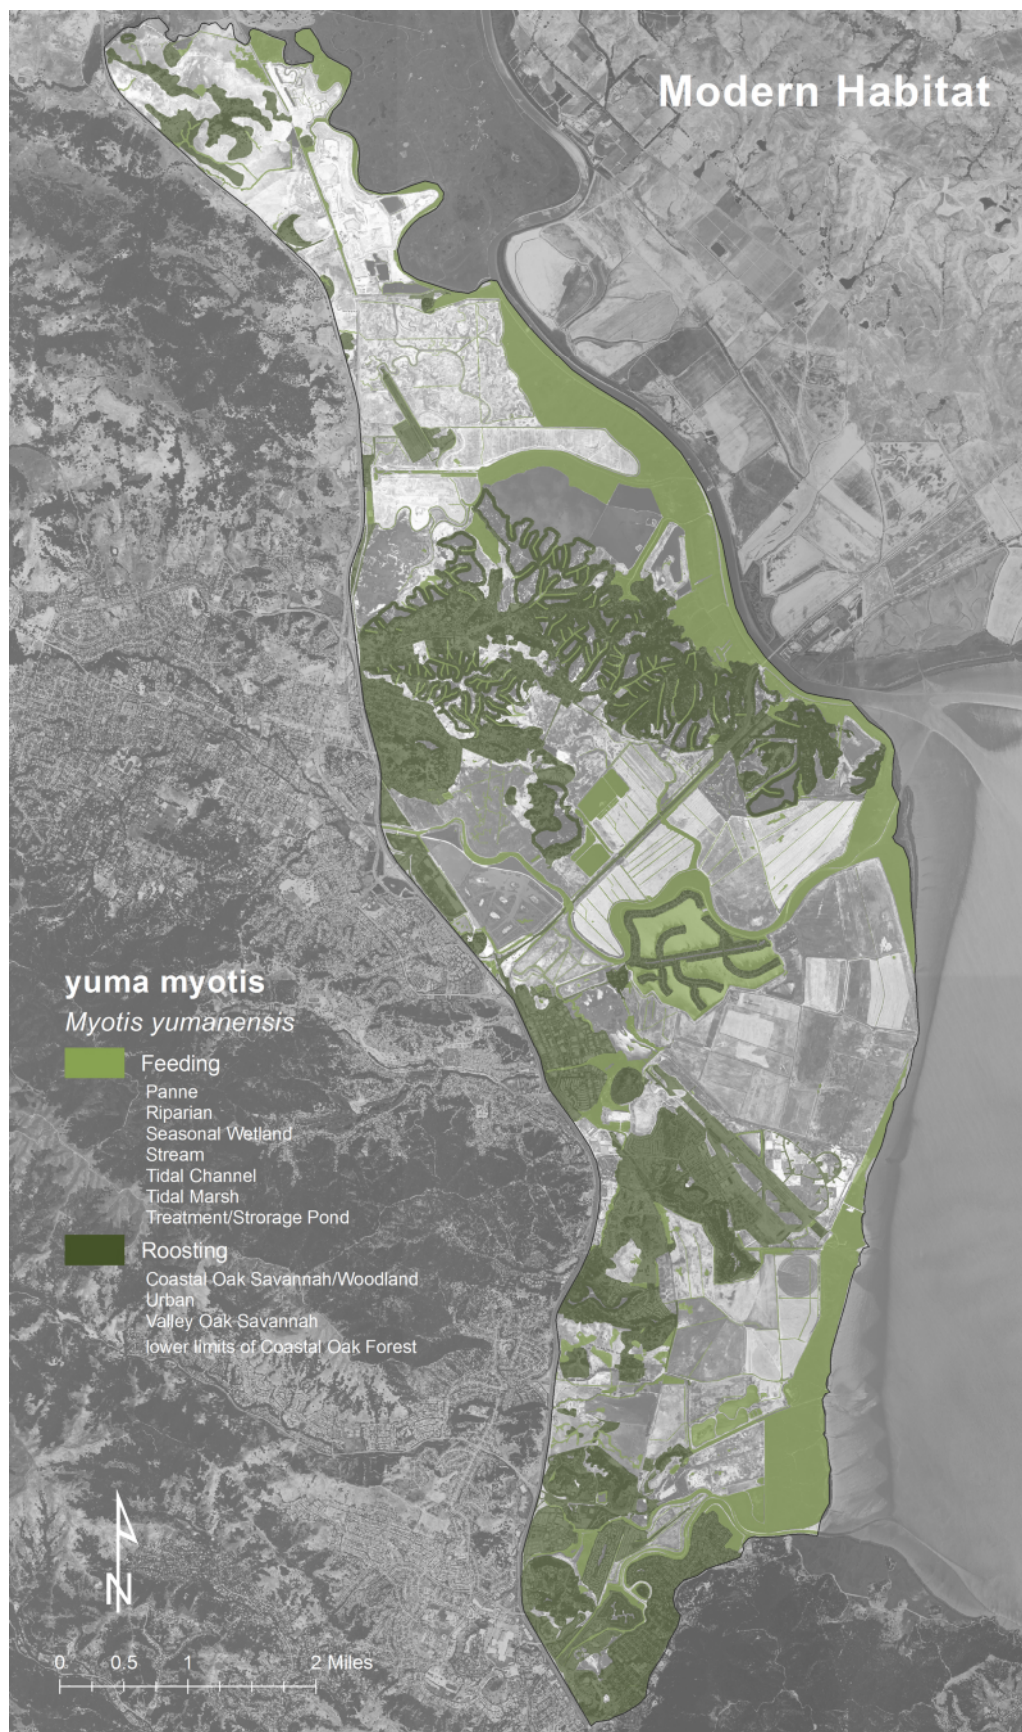 Modern Habitat
yuma myotis
Myotis yumanensis
Feeding
Panne
Riparian
Seasonal Wetland
Stream
Tidal Channel
Tidal Marsh
Treatment/Strorage Pond
Roosting
Coastal Oak Savannah/Woodland
Urban
Valley Oak Savannah
lower limits of Coastal Oak Forest
N
0 0.5 1 2 Miles